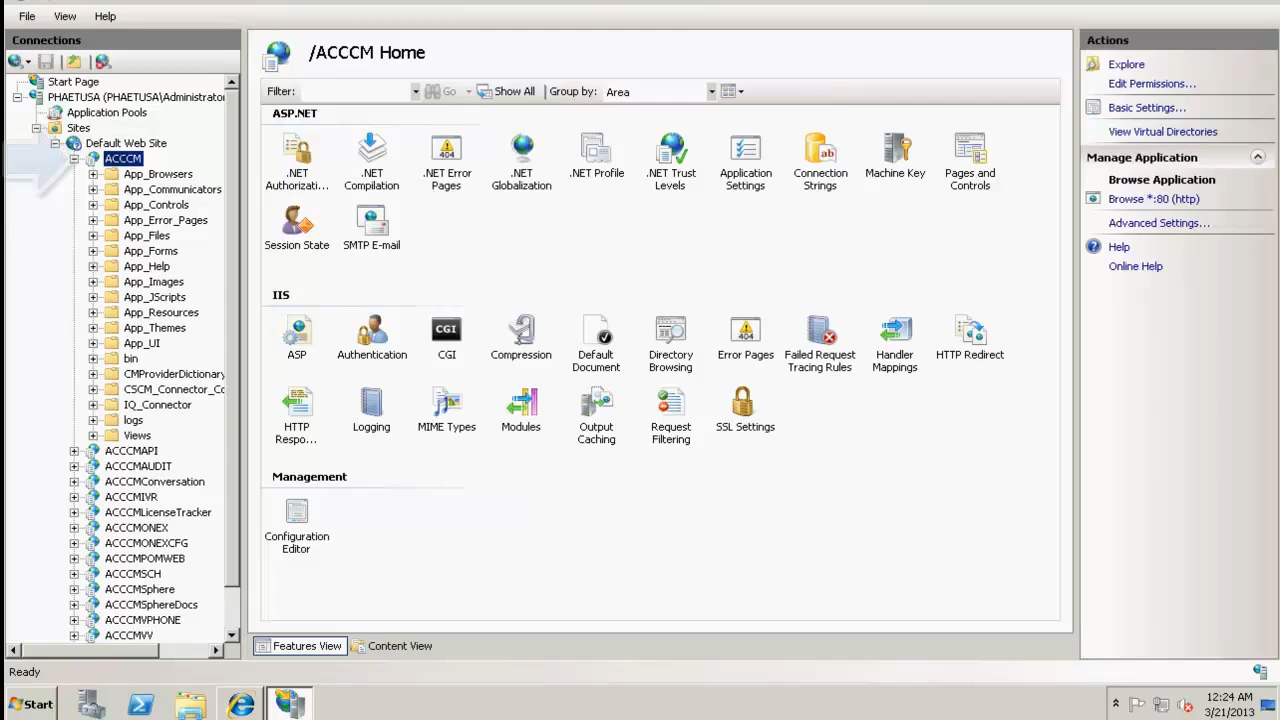 File View Help
Connections
Start Page
PHAETUSA (PHAETUSA\Administrator
Application Pools
Sites
Default Web Site
ACCCM
App_Browsers
App_Communicators
App_Controls
App_Error_Pages
App_Files
App_Forms
App_Help
App_Images
App_JScripts
App_Resources
App_Themes
App_UI
bin
CMProviderDictionary
CSCM_Connector_Co
IQ_Connector
logs
Views
ACCCMAPI
ACCCMAUDIT
ACCCMConversation
ACCCMIVR
ACCCMLicenseTracker
ACCCMONEX
ACCCMONEXCFG
ACCCMPOMWEB
ACCCMSCH
ACCCMSphere
ACCCMSphereDocs
ACCCMVPHONE
ACCCMVV
/ACCCM Home
Filter: Go Show All Group by: Area
ASP.NET
.NET Authorizati...
.NET Compilation
.NET Error Pages
.NET Globalization
.NET Profile
.NET Trust Levels
Application Settings
Connection Strings
Machine Key
Pages and Controls
Session State
SMTP E-mail
IIS
ASP
Authentication
CGI
CGI
Compression
Default Document
Directory Browsing
Error Pages
Failed Request Tracing Rules
Handler Mappings
HTTP Redirect
HTTP Respo...
Logging
MIME Types
Modules
Output Caching
Request Filtering
SSL Settings
Management
Configuration Editor
Features View Content View
Actions
Explore
Edit Permissions...
Basic Settings...
View Virtual Directories
Manage Application
Browse Application
Browse *:80 (http)
Advanced Settings...
Help
Online Help
Ready
Start
12:24 AM
3/21/2013